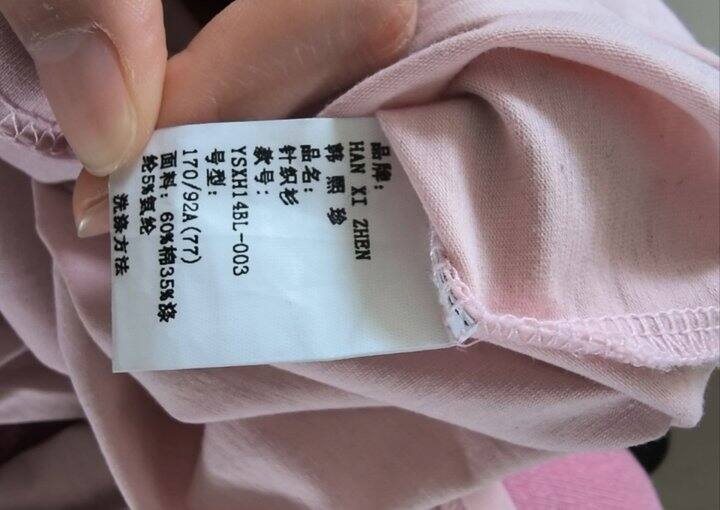 品牌:
HAN XI ZHEN
韩 熙 珍
品名:
针织衫
款号:
YSXH14BL-003
号型:
170/92A(77)
面料: 60%棉35%涤
纶5%氨纶
洗涤方法